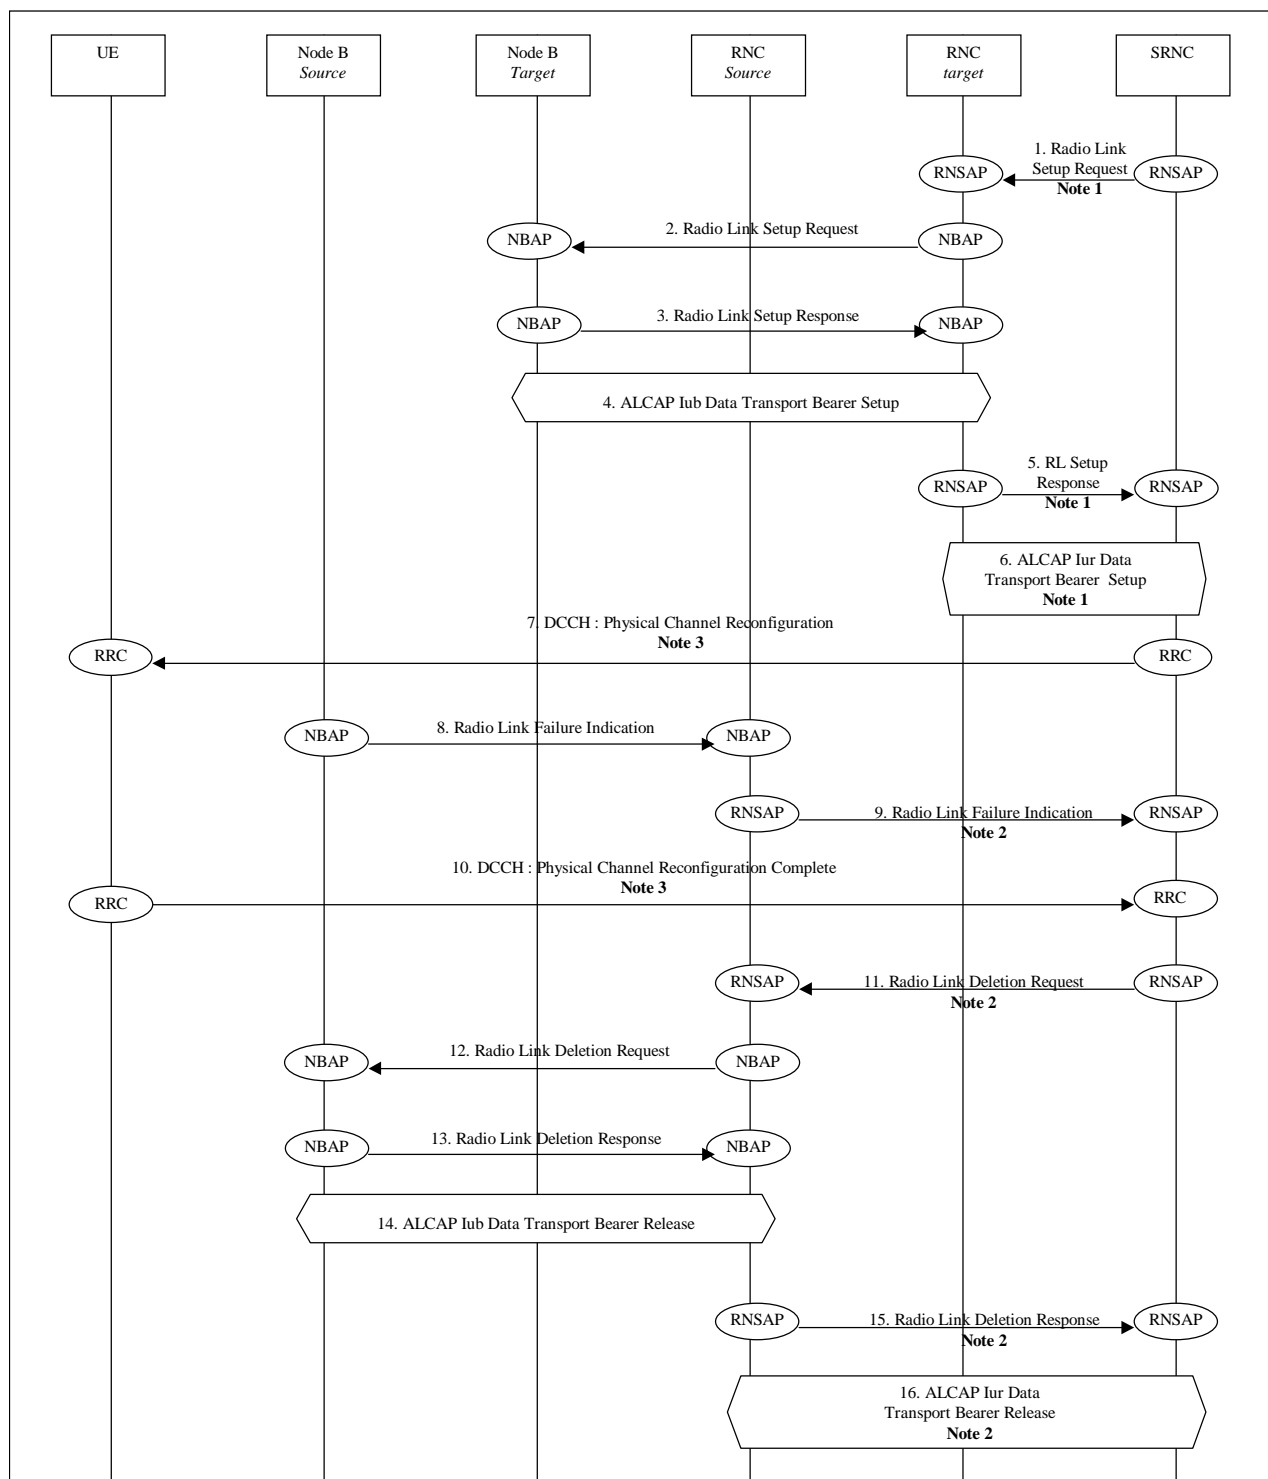 UE
Node B
Source
Node B
Target
RNC
Source
RNC
target
SRNC
1. Radio Link
Setup Request
Note 1
RNSAP
RNSAP
2. Radio Link Setup Request
NBAP
NBAP
3. Radio Link Setup Response
NBAP
NBAP
4. ALCAP Iub Data Transport Bearer Setup
5. RL Setup
Response
Note 1
RNSAP
RNSAP
6. ALCAP Iur Data
Transport Bearer Setup
Note 1
7. DCCH : Physical Channel Reconfiguration
Note 3
RRC
RRC
8. Radio Link Failure Indication
NBAP
NBAP
RNSAP
9. Radio Link Failure Indication
Note 2
RNSAP
10. DCCH : Physical Channel Reconfiguration Complete
Note 3
RRC
RRC
RNSAP
11. Radio Link Deletion Request
Note 2
RNSAP
12. Radio Link Deletion Request
NBAP
NBAP
13. Radio Link Deletion Response
NBAP
NBAP
14. ALCAP Iub Data Transport Bearer Release
RNSAP
15. Radio Link Deletion Response
Note 2
RNSAP
16. ALCAP Iur Data
Transport Bearer Release
Note 2